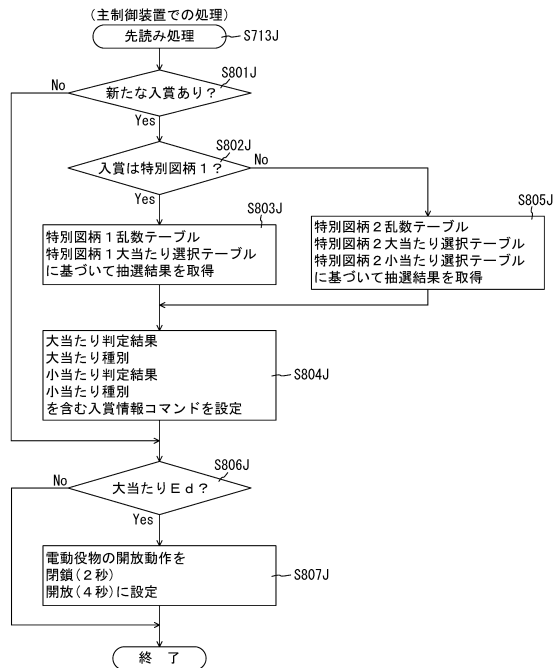 (主制御装置での処理)
先読み処理
S713J
S801J
新たな入賞あり?
No
Yes
S802J
入賞は特別図柄1?
No
Yes
S803J
特別図柄1乱数テーブル
特別図柄1大当たり選択テーブル
に基づいて抽選結果を取得
S805J
特別図柄2乱数テーブル
特別図柄2大当たり選択テーブル
特別図柄2小当たり選択テーブル
に基づいて抽選結果を取得
大当たり判定結果
大当たり種別
小当たり判定結果
小当たり種別
を含む入賞情報コマンドを設定
S804J
S806J
大当たりEd?
No
Yes
電動役物の開放動作を
閉鎖(2秒)
開放(4秒)に設定
S807J
終 了